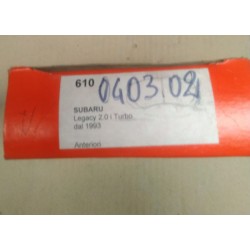 610
0403 02
SUBARU
Legacy 2.0 i Turbo
dal 1993
Anteriori